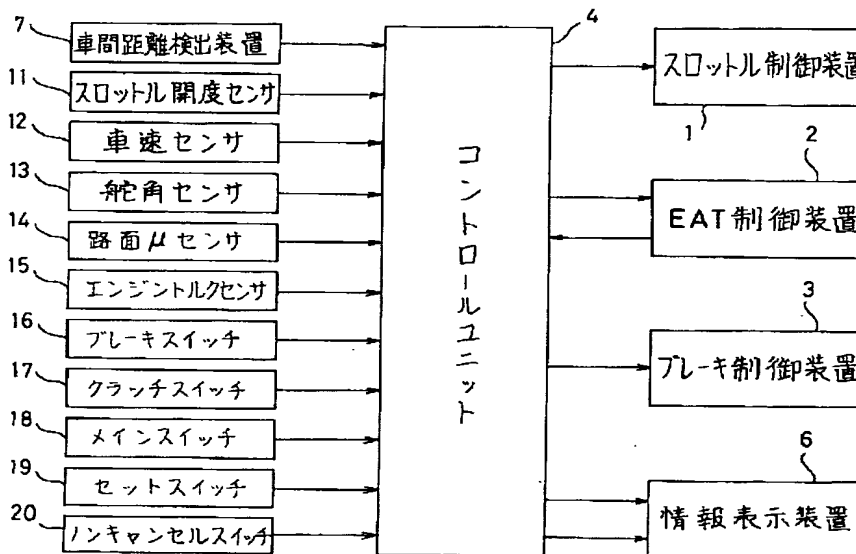 7 車間距離検出装置
11 スロットル開度センサ
12 車速センサ
13 舵角センサ
14 路面μセンサ
15 エンジントルクセンサ
16 ブレーキスイッチ
17 クラッチスイッチ
18 メインスイッチ
19 セットスイッチ
20 ノンキャンセルスイッチ
4
コントロールユニット
スロットル制御装置
1
2
EAT制御装置
3
ブレーキ制御装置
6
情報表示装置